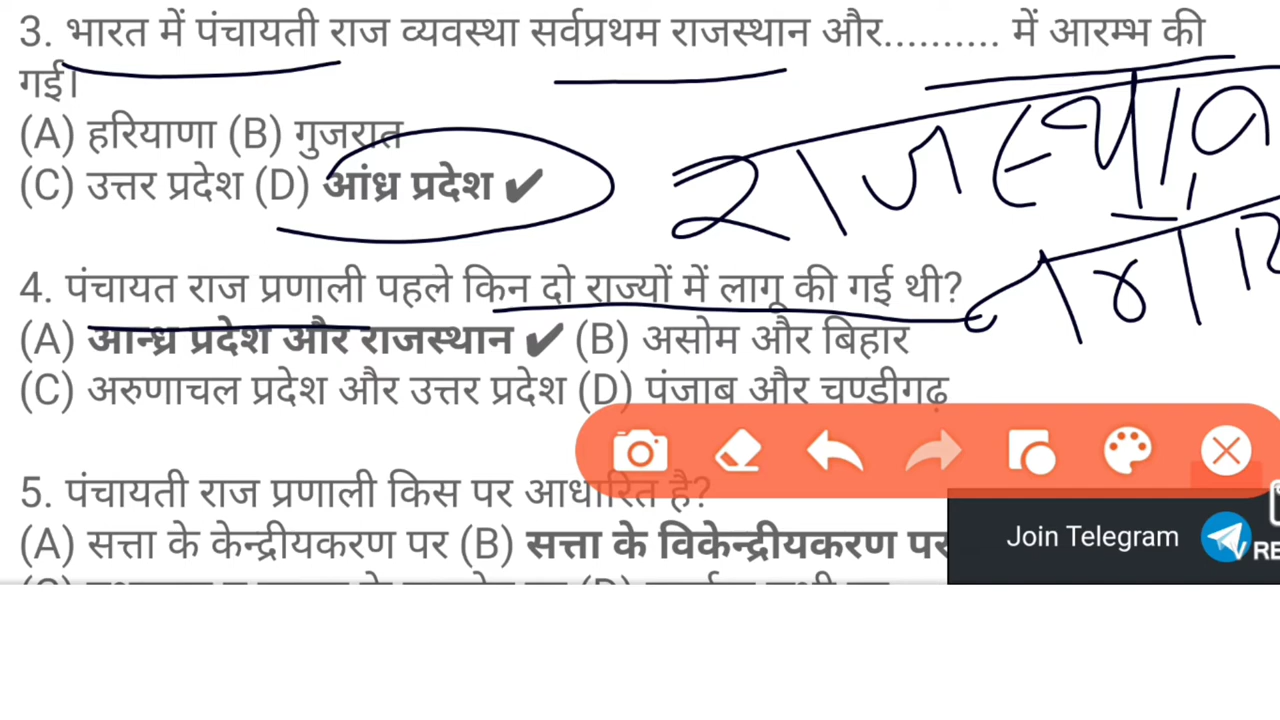 3. भारत में पंचायती राज व्यवस्था सर्वप्रथम राजस्थान और.......... में आरम्भ की
गई।
(A) हरियाणा (B) गुजरात
(C) उत्तर प्रदेश (D) आंध्र प्रदेश ✔
राजस्थान
4. पंचायत राज प्रणाली पहले किन दो राज्यों में लागू की गई थी?
(A) आन्ध्र प्रदेश और राजस्थान ✔ (B) असोम और बिहार
(C) अरुणाचल प्रदेश और उत्तर प्रदेश (D) पंजाब और चण्डीगढ़
5. पंचायती राज प्रणाली किस पर आधारित है?
(A) सत्ता के केन्द्रीयकरण पर (B) सत्ता के विकेन्द्रीयकरण पर
Join Telegram